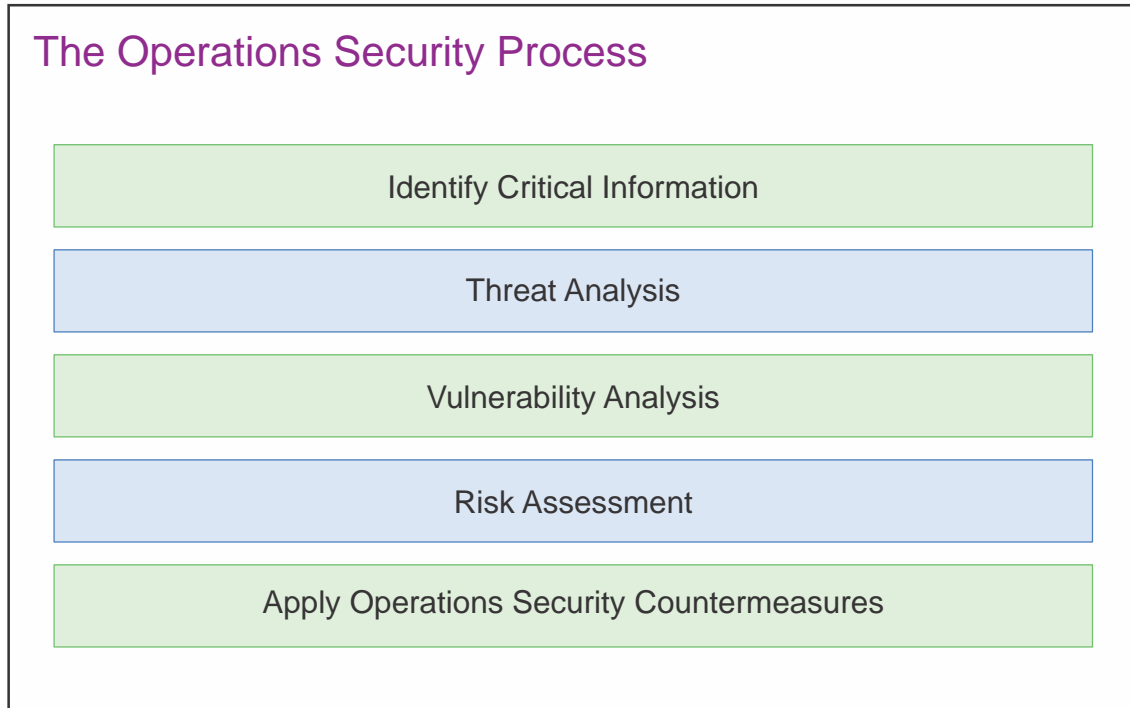 The Operations Security Process
Identify Critical Information
Threat Analysis
Vulnerability Analysis
Risk Assessment
Apply Operations Security Countermeasures